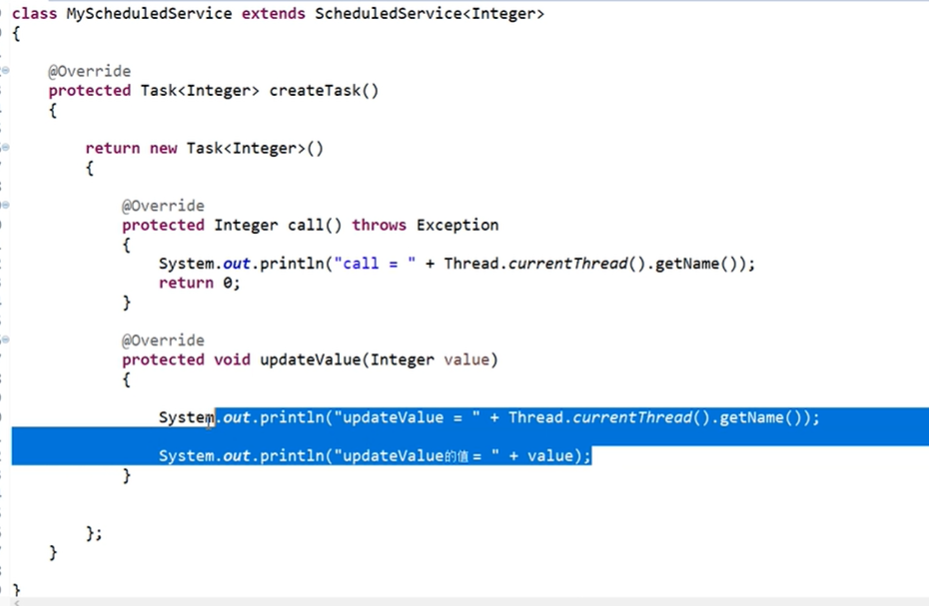 class MyScheduledService extends ScheduledService<Integer>
{
@Override
protected Task<Integer> createTask()
{
return new Task<Integer>()
{
@Override
protected Integer call() throws Exception
{
System.out.println("call = " + Thread.currentThread().getName());
return 0;
}
@Override
protected void updateValue(Integer value)
{
System.out.println("updateValue = " + Thread.currentThread().getName());
System.out.println("updateValue的值 = " + value);
}
};
}
}